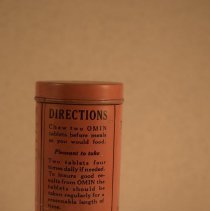 DIRECTIONS
Chew two OMIN
tablets before meals
as you would food.
Pleasant to take
Two tablets four
times daily if needed.
To insure good re-
sults from OMIN the
tablets should be
taken regularly for a
reasonable length of
time.